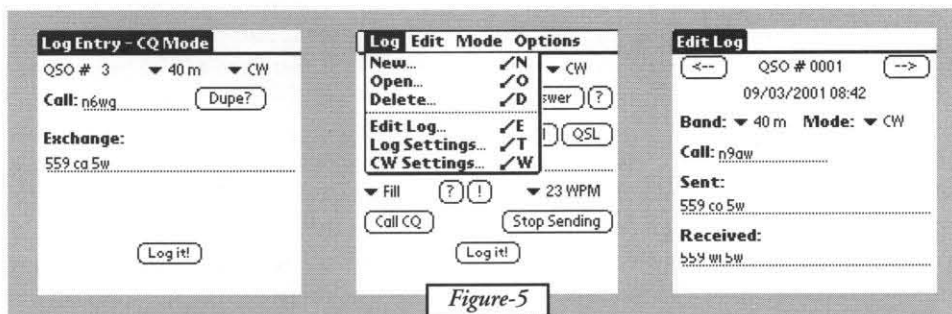 Log Entry - CQ Mode
QSO # 3 40 m CW
Call: n6wg Dupe?
Exchange:
559 ca 5w
Log it!
Log Edit Mode Options
New... /N
Open... /O
Delete... /D
Edit Log... /E
Log Settings... /T
CW Settings... /W
CW
swer ?
QSL
Fill ? ! 23 WPM
Call CQ Stop Sending
Log it!
Edit Log
<-- QSO # 0001 -->
09/03/2001 08:42
Band: 40 m Mode: CW
Call: n9aw
Sent:
559 co 5w
Received:
559 wi 5w
Figure-5